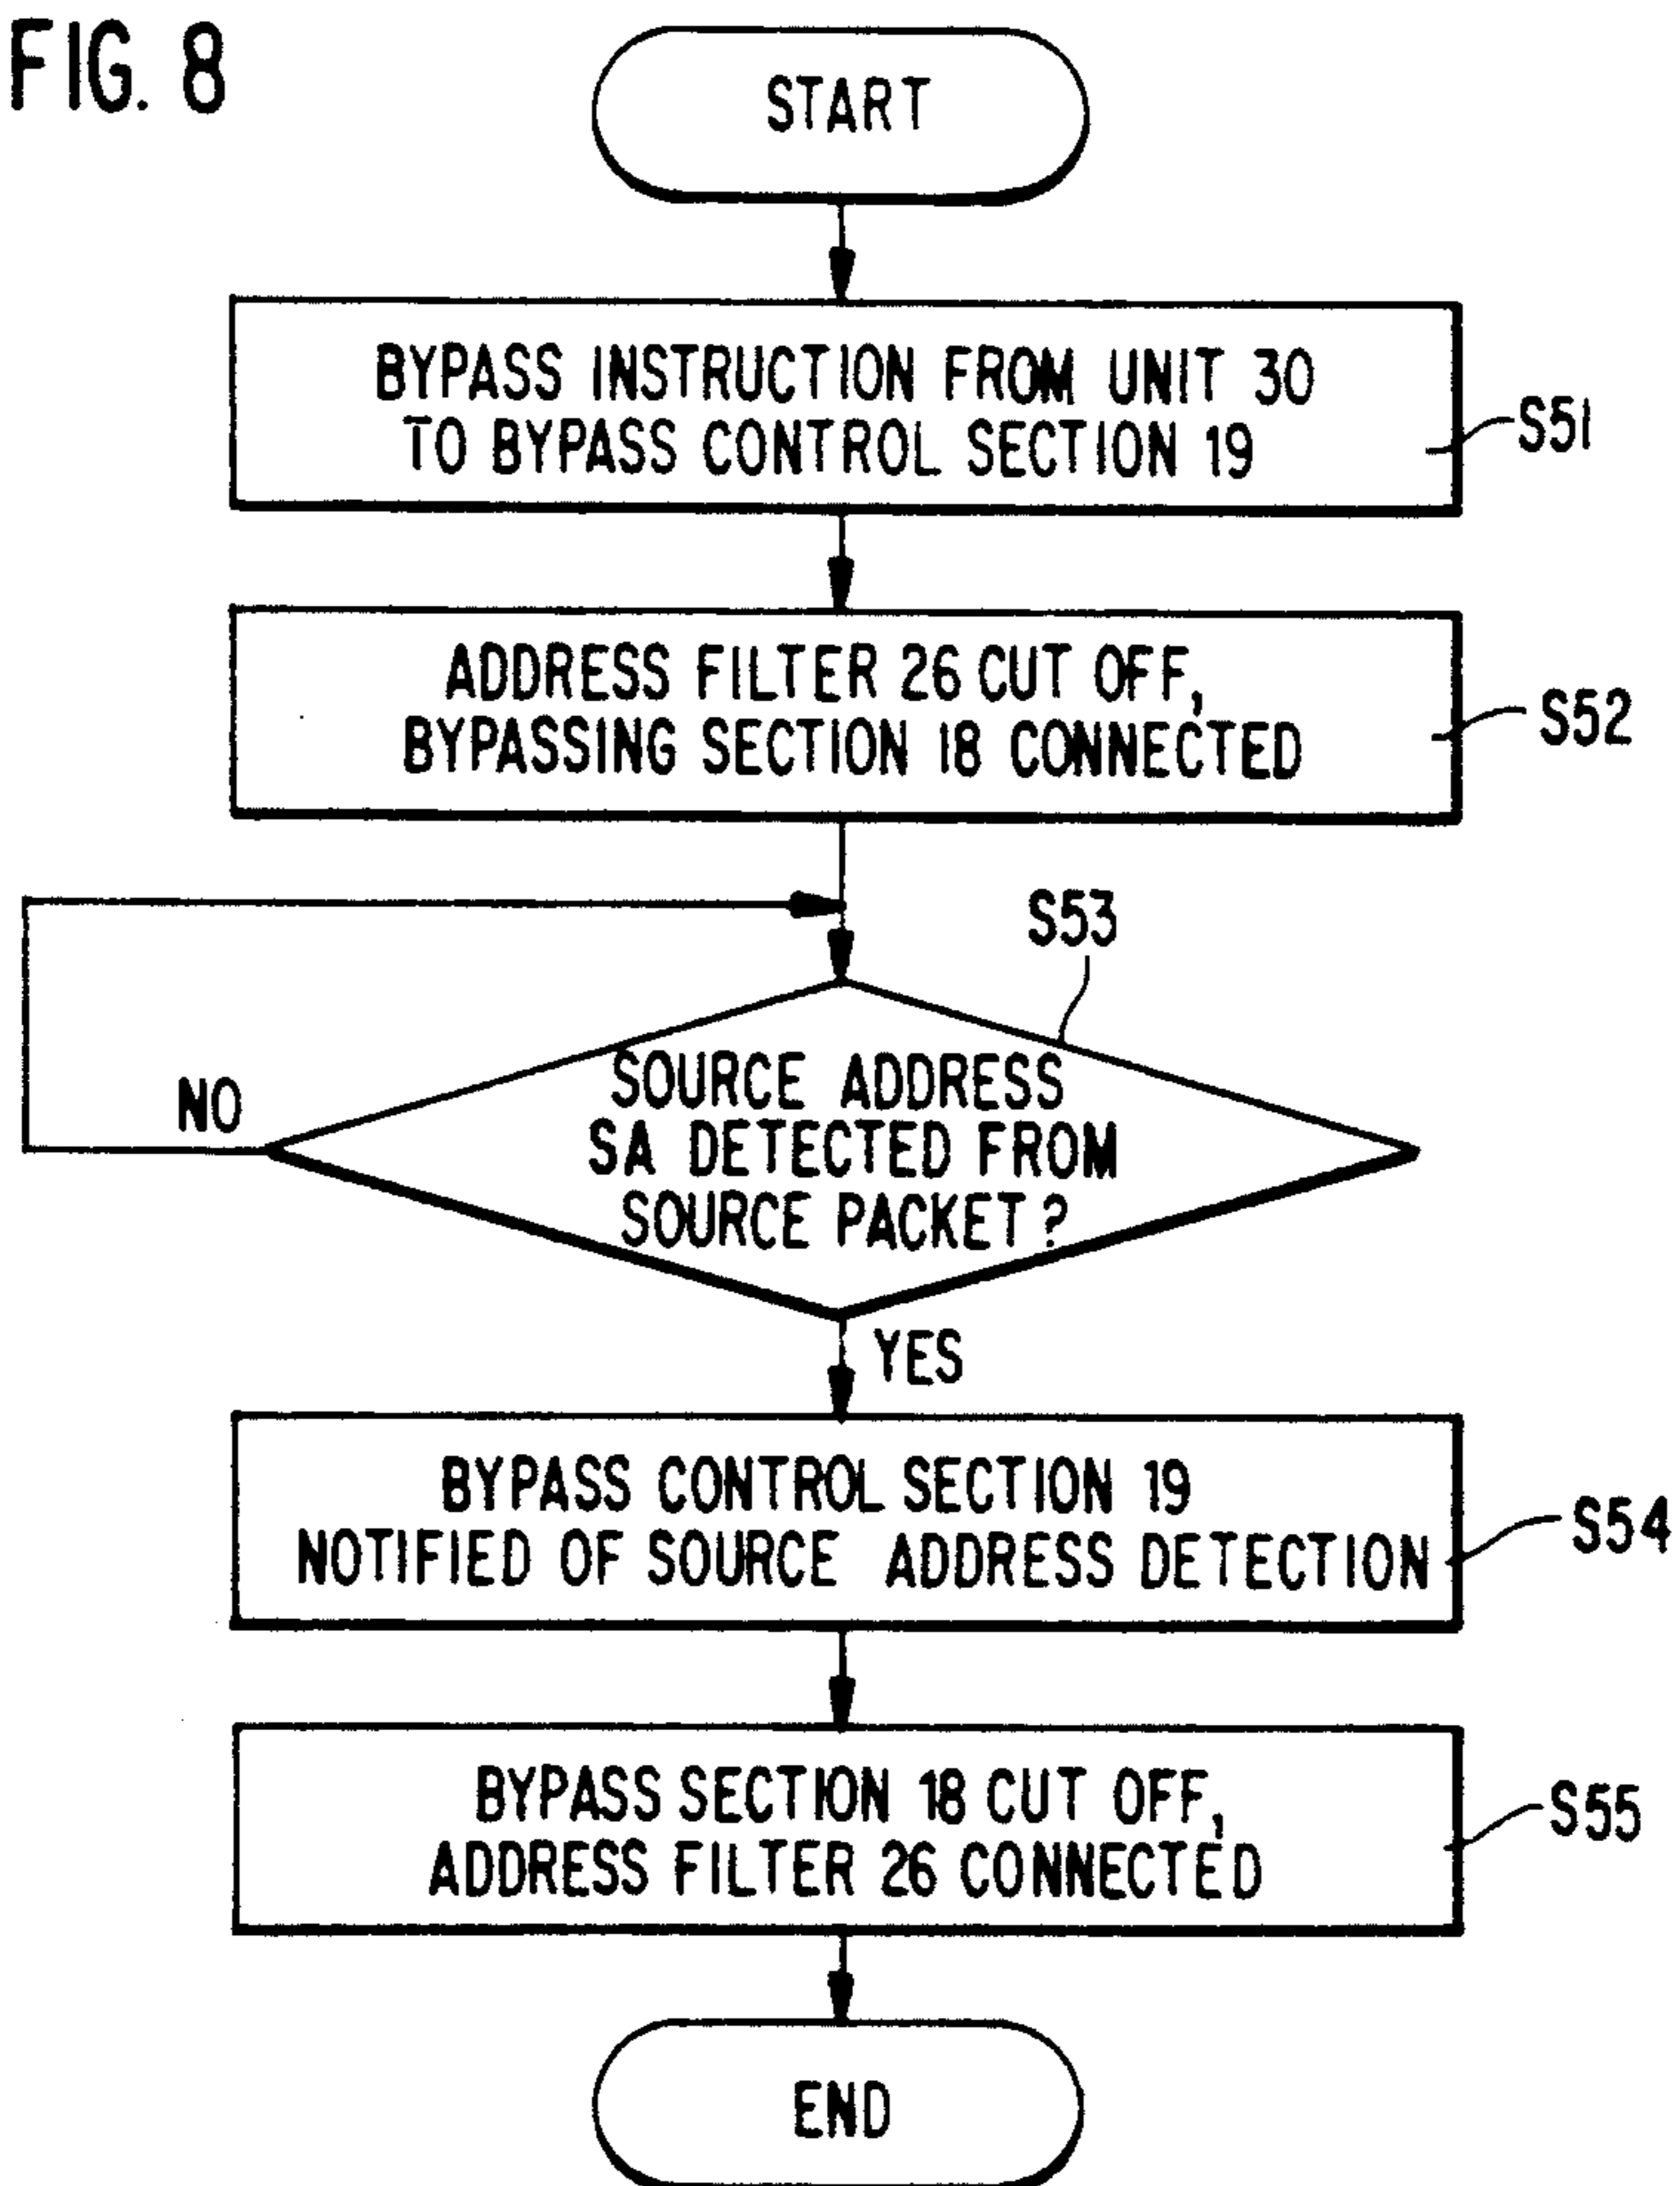 FIG. 8
START
BYPASS INSTRUCTION FROM UNIT 30
TO BYPASS CONTROL SECTION 19
S51
ADDRESS FILTER 26 CUT OFF,
BYPASSING SECTION 18 CONNECTED
S52
S53
SOURCE ADDRESS
SA DETECTED FROM
SOURCE PACKET?
NO
YES
BYPASS CONTROL SECTION 19
NOTIFIED OF SOURCE ADDRESS DETECTION
S54
BYPASS SECTION 18 CUT OFF,
ADDRESS FILTER 26 CONNECTED
S55
END